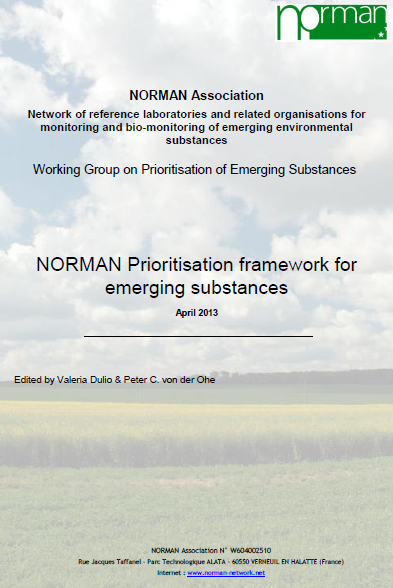 norman
NORMAN Association
Network of reference laboratories and related organisations for
monitoring and bio-monitoring of emerging environmental
substances
Working Group on Prioritisation of Emerging Substances
NORMAN Prioritisation framework for
emerging substances
April 2013
Edited by Valeria Dulio & Peter C. von der Ohe
NORMAN Association N° W604002510
Rue Jacques Taffanel - Parc Technologique ALATA - 60550 VERNEUIL EN HALATTE (France)
Internet : www.norman-network.net